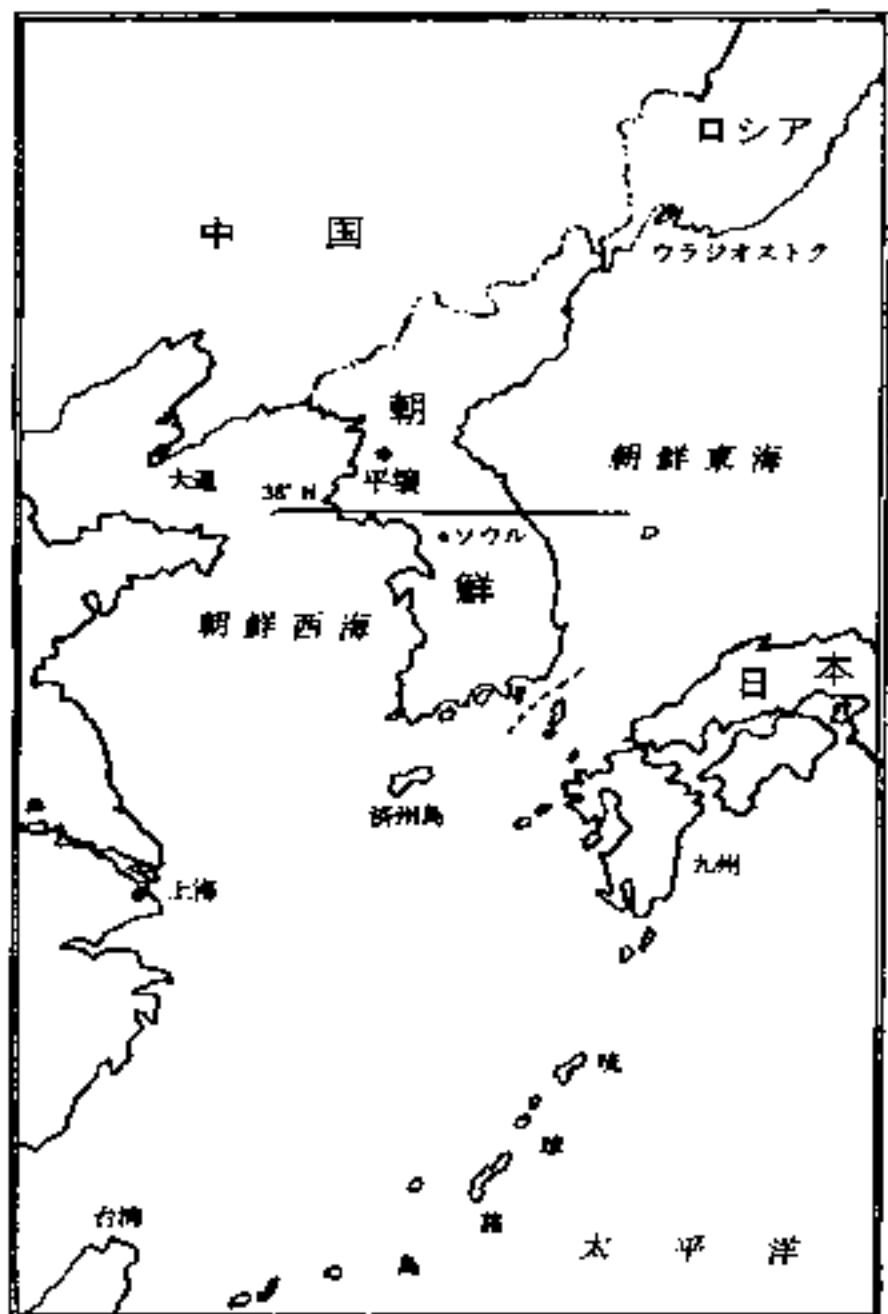 ロシア
中国
ウラジオストク
朝
朝鮮東海
平壌
大連
38°N
ソウル
鮮
朝鮮西海
日本
済州島
九州
上海
琉
球
諸
島
台湾
太平洋